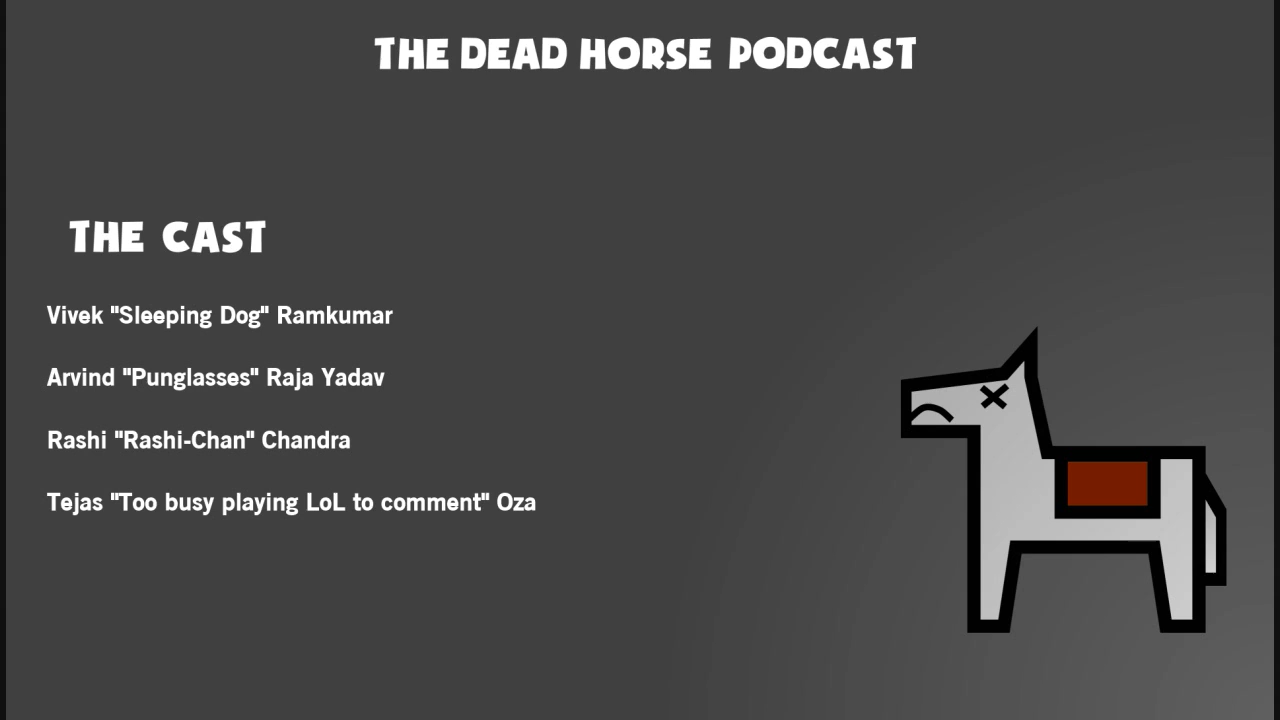 THE DEAD HORSE PODCAST
THE CAST
Vivek "Sleeping Dog" Ramkumar
Arvind "Punglasses" Raja Yadav
Rashi "Rashi-Chan" Chandra
Tejas "Too busy playing LoL to comment" Oza